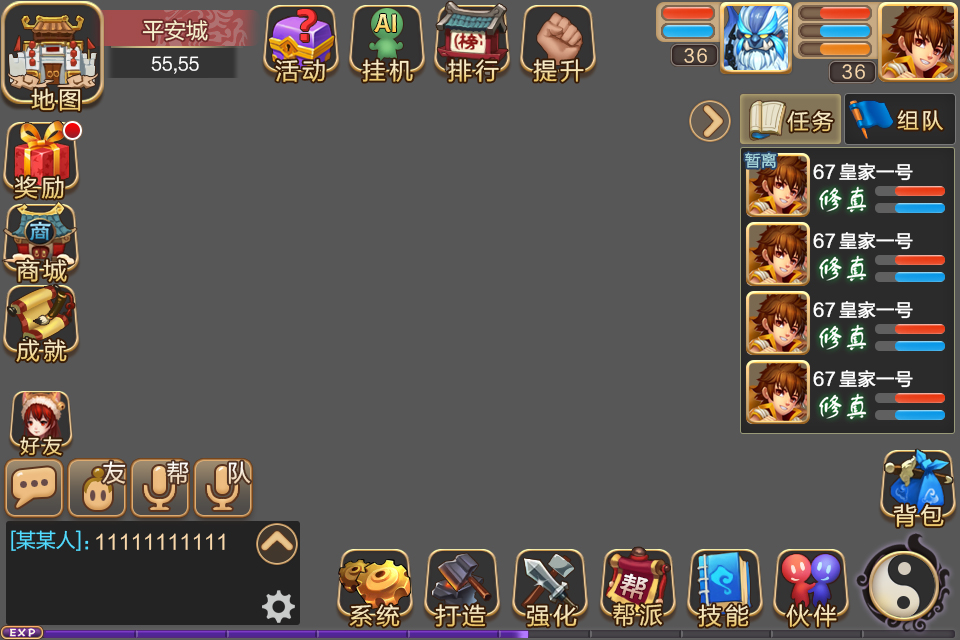 地图
平安城
55,55
活动
AI
挂机
榜
排行
提升
36
36
奖励
商
商城
成就
好友
友
帮
队
任务
组队
暂离
67 皇家一号
修真
67 皇家一号
修真
67 皇家一号
修真
67 皇家一号
修真
背包
[某某人]: 11111111111
系统
打造
强化
帮
帮派
技能
伙伴
EXP